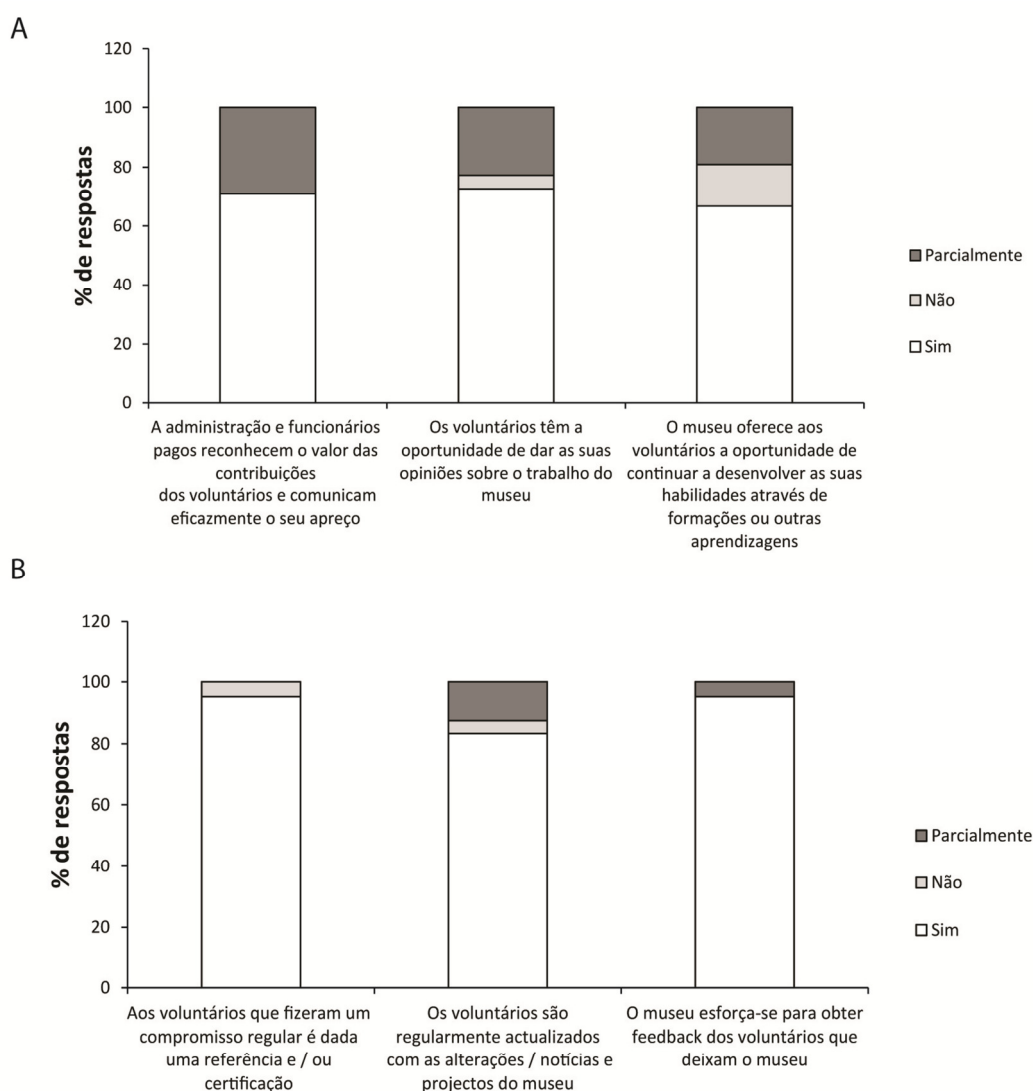 A
120
100
80
60
40
20
0
% de respostas
A administração e funcionários
pagos reconhecem o valor das
contribuições
dos voluntários e comunicam
eficazmente o seu apreço
Os voluntários têm a
oportunidade de dar as suas
opiniões sobre o trabalho do
museu
O museu oferece aos
voluntários a oportunidade de
continuar a desenvolver as suas
habilidades através de
formações ou outras
aprendizagens
Parcialmente
Não
Sim
B
120
100
80
60
40
20
0
% de respostas
Aos voluntários que fizeram um
compromisso regular é dada
uma referência e / ou
certificação
Os voluntários são
regularmente actualizados
com as alterações / notícias e
projectos do museu
O museu esforça-se para obter
feedback dos voluntários que
deixam o museu
Parcialmente
Não
Sim